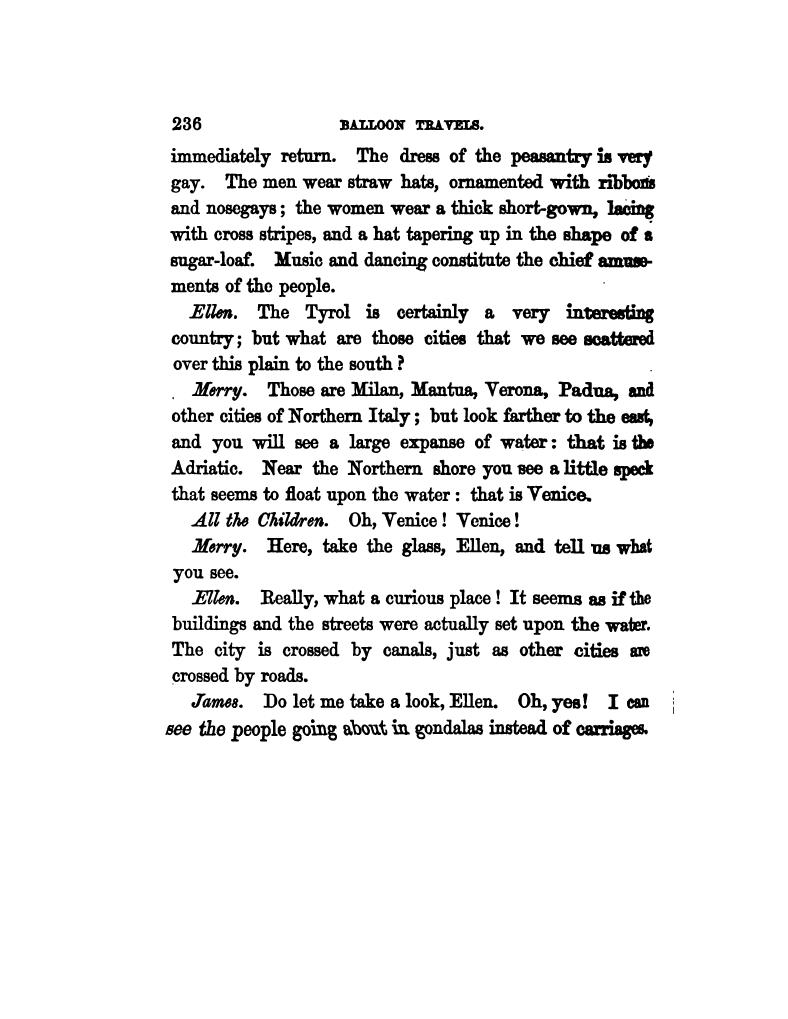 236 BALLOON TRAVELS.
immediately return. The dress of the peasantry is very
gay. The men wear straw hats, ornamented with ribbons
and nosegays; the women wear a thick short-gown, lacing
with cross stripes, and a hat tapering up in the shape of a
sugar-loaf. Music and dancing constitute the chief amuse-
ments of the people.
Ellen. The Tyrol is certainly a very interesting
country; but what are those cities that we see scattered
over this plain to the south?
Merry. Those are Milan, Mantua, Verona, Padua, and
other cities of Northern Italy; but look farther to the east,
and you will see a large expanse of water: that is the
Adriatic. Near the Northern shore you see a little speck
that seems to float upon the water: that is Venice.
All the Children. Oh, Venice! Venice!
Merry. Here, take the glass, Ellen, and tell us what
you see.
Ellen. Really, what a curious place! It seems as if the
buildings and the streets were actually set upon the water.
The city is crossed by canals, just as other cities are
crossed by roads.
James. Do let me take a look, Ellen. Oh, yes! I can
see the people going about in gondalas instead of carriages.